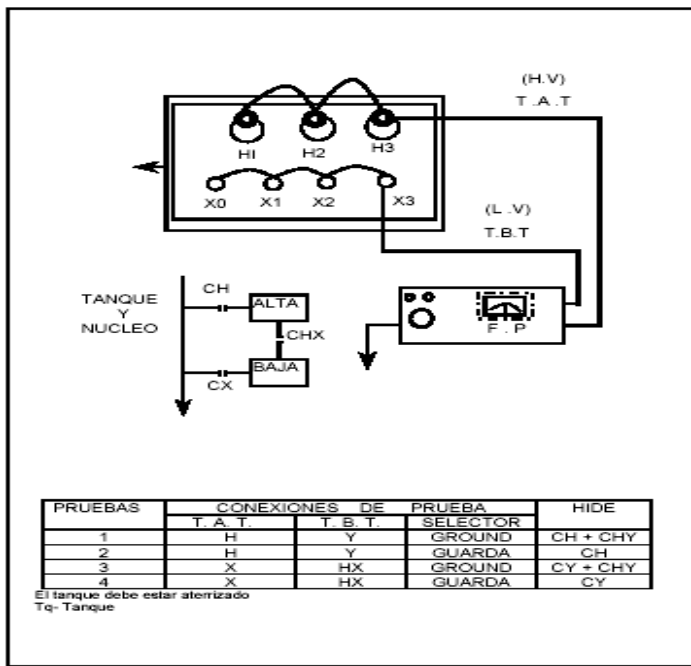 (H.V)
T .A .T
H1 H2 H3
X0 X1 X2 X3
(L .V)
T.B.T
TANQUE
Y
NUCLEO
CH
ALTA
CHX
BAJA
CX
F . P
PRUEBAS CONEXIONES DE PRUEBA HIDE
T. A. T. T. B. T. SELECTOR
1 H Y GROUND CH + CHY
2 H Y GUARDA CH
3 X HX GROUND CY + CHY
4 X HX GUARDA CY
El tanque debe estar aterrizado
Tq- Tanque